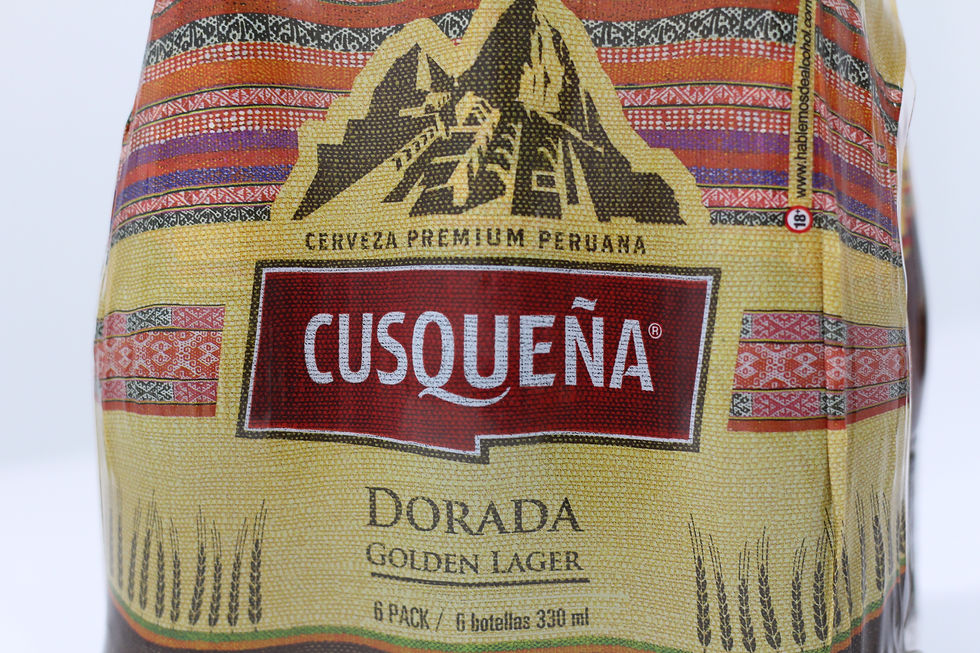 www.hablemosdealcohol.com
18+
CERVEZA PREMIUM PERUANA
CUSQUEÑA®
DORADA
GOLDEN LAGER
6 PACK / 6 botellas 330 ml